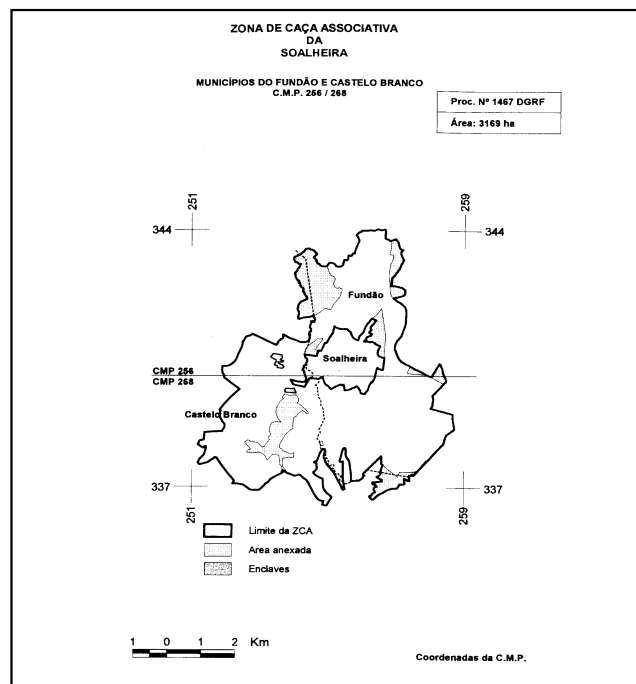 ZONA DE CAÇA ASSOCIATIVA
DA
SOALHEIRA
MUNICÍPIOS DO FUNDÃO E CASTELO BRANCO
C.M.P. 256 / 268
Proc. Nº 1467 DGRF
Área: 3169 ha
251
259
344
344
Fundão
Soalheira
CMP 256
CMP 268
Castelo Branco
337
337
251
259
Limite da ZCA
Area anexada
Enclaves
1 0 1 2 Km
Coordenadas da C.M.P.